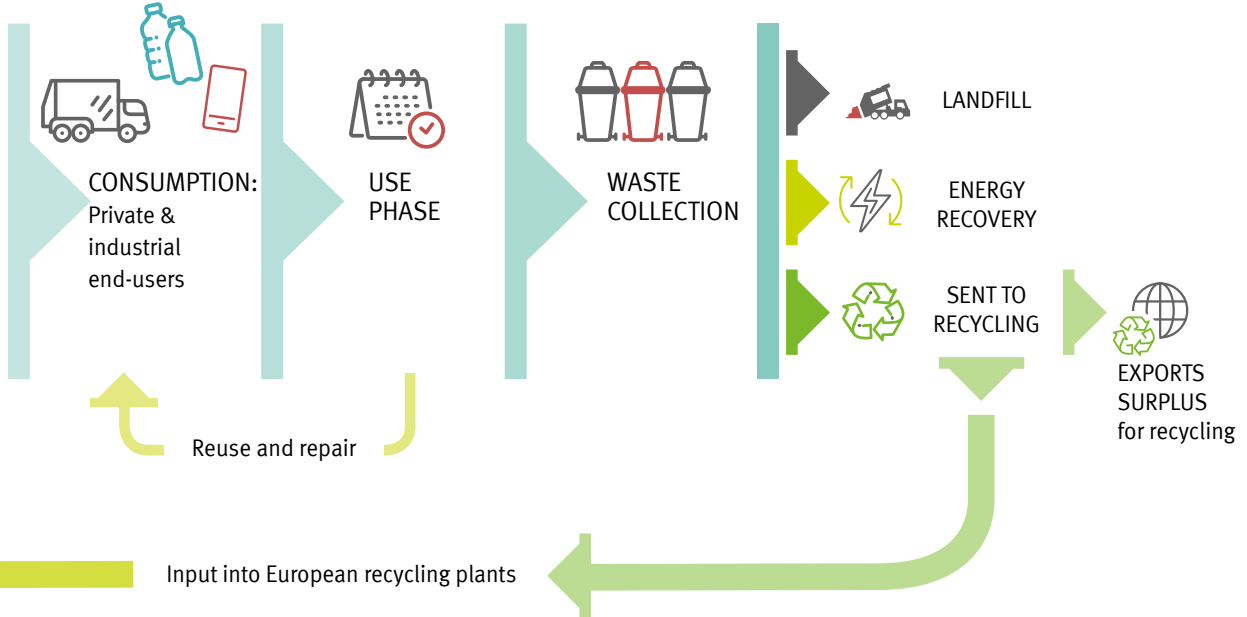 CONSUMPTION:
Private &
industrial
end-users
USE
PHASE
WASTE
COLLECTION
LANDFILL
ENERGY
RECOVERY
SENT TO
RECYCLING
EXPORTS
SURPLUS
for recycling
Reuse and repair
Input into European recycling plants